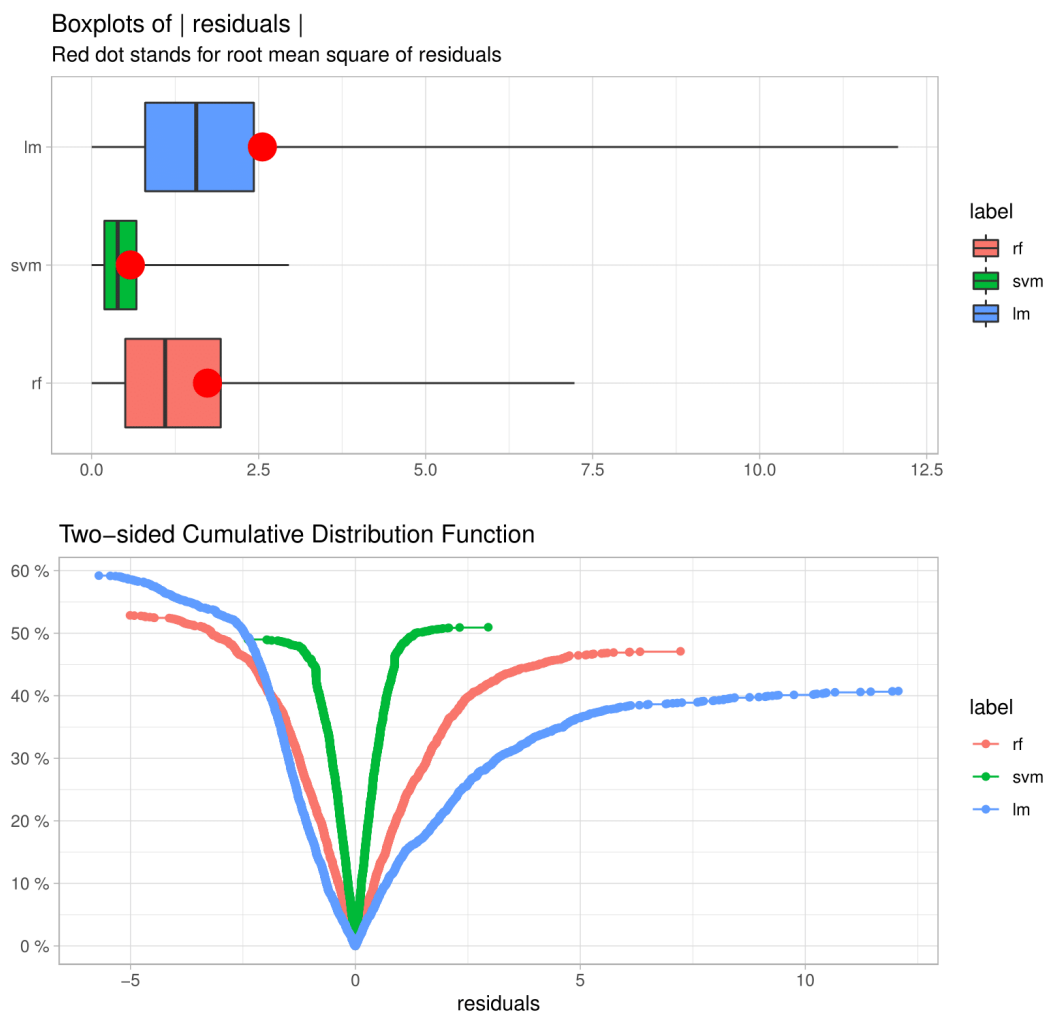 Boxplots of | residuals |
Red dot stands for root mean square of residuals
lm
svm
rf
0.0 2.5 5.0 7.5 10.0 12.5
label
rf
svm
lm
Two−sided Cumulative Distribution Function
60 %
50 %
40 %
30 %
20 %
10 %
0 %
−5 0 5 10
residuals
label
rf
svm
lm